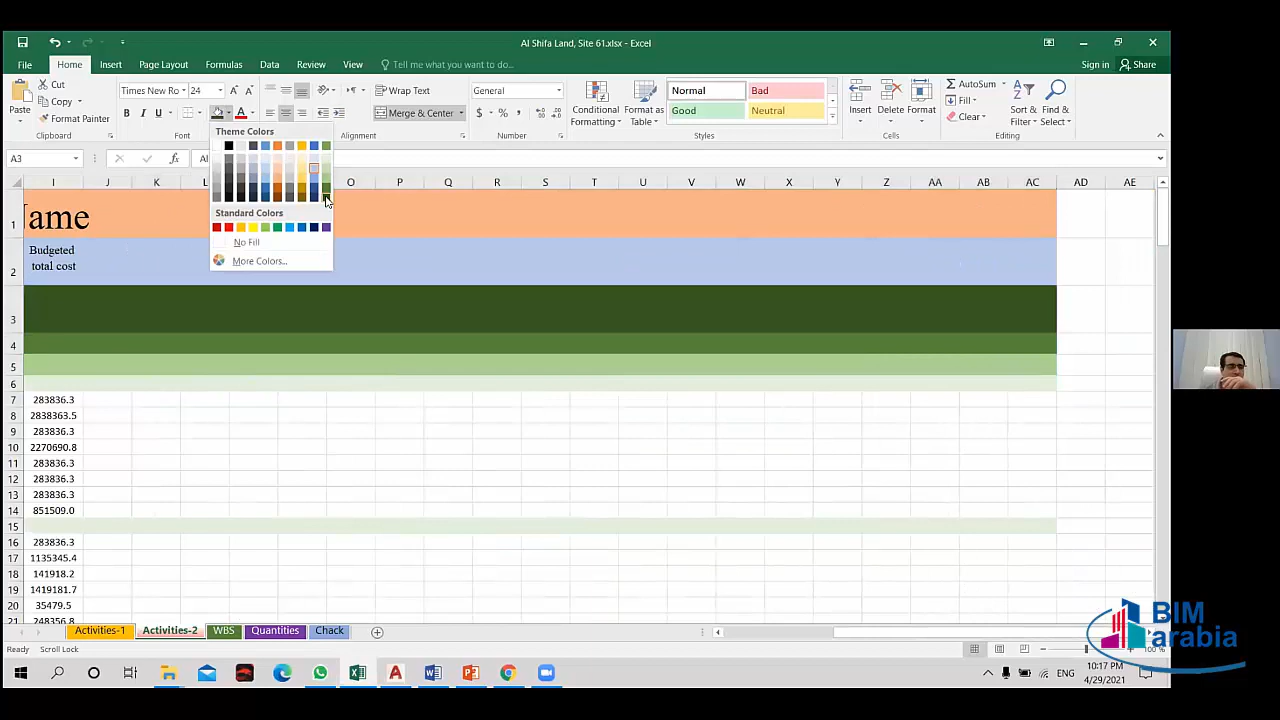 Al Shifa Land, Site 61.xlsx - Excel
File Home Insert Page Layout Formulas Data Review View Tell me what you want to do... Sign in Share
Paste Cut Copy Format Painter
Times New Ro 24 Wrap Text Merge & Center
General $ % ,
Conditional Formatting Format as Table
Normal Bad Good Neutral
Insert Delete Format
AutoSum Fill Clear
Sort & Filter Find & Select
Clipboard Font Alignment Number Styles Cells Editing
A3 fx
Theme Colors
Standard Colors
No Fill
More Colors...
I J K L O P Q R S T U V W X Y Z AA AB AC AD AE
1 ame
2 Budgeted total cost
3
4
5
6
7 283836.3
8 2838363.5
9 283836.3
10 2270690.8
11 283836.3
12 283836.3
13 283836.3
14 851509.0
15
16 283836.3
17 1135345.4
18 141918.2
19 1419181.7
20 35479.5
21 248356.8
Activities-1 Activities-2 WBS Quantities Chack
Ready Scroll Lock 100 %
ENG 10:17 PM
4/29/2021
BIM
arabia